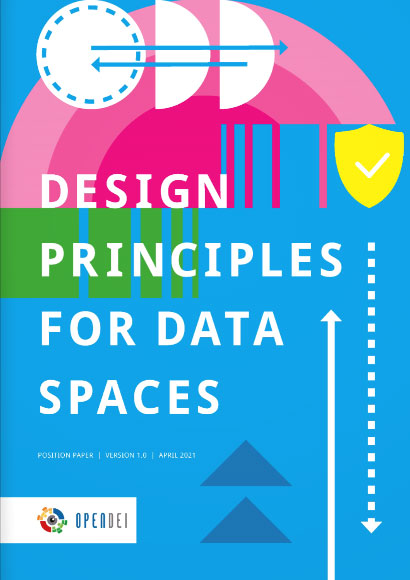 DESIGN
PRINCIPLES
FOR DATA
SPACES
POSITION PAPER | VERSION 1.0 | APRIL 2021
OPENDEI